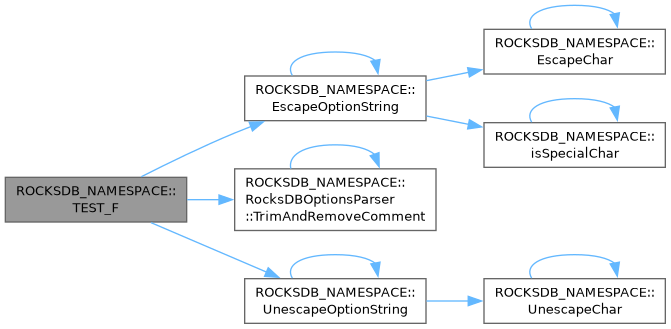 ROCKSDB_NAMESPACE::
TEST_F
ROCKSDB_NAMESPACE::
EscapeOptionString
ROCKSDB_NAMESPACE::
EscapeChar
ROCKSDB_NAMESPACE::
isSpecialChar
ROCKSDB_NAMESPACE::
RocksDBOptionsParser
::TrimAndRemoveComment
ROCKSDB_NAMESPACE::
UnescapeOptionString
ROCKSDB_NAMESPACE::
UnescapeChar